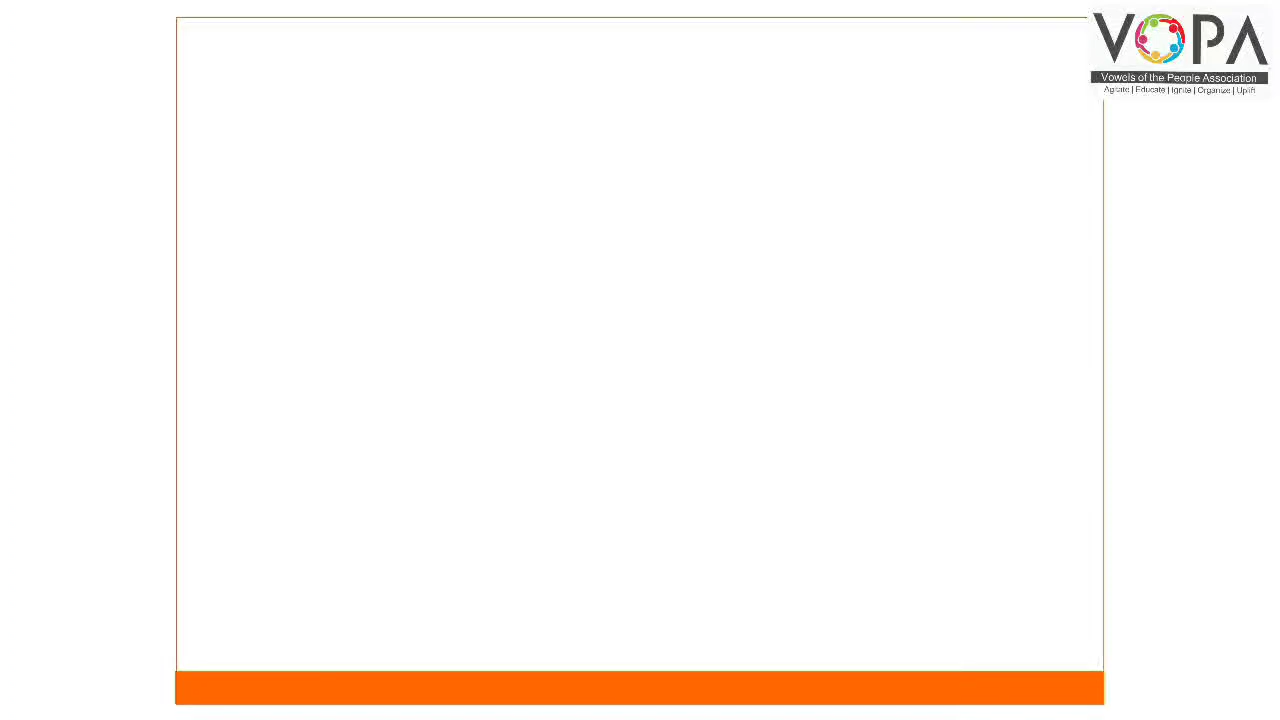 VOPA
Vowels of the People Association
Agitate | Educate | Ignite | Organize | Uplift